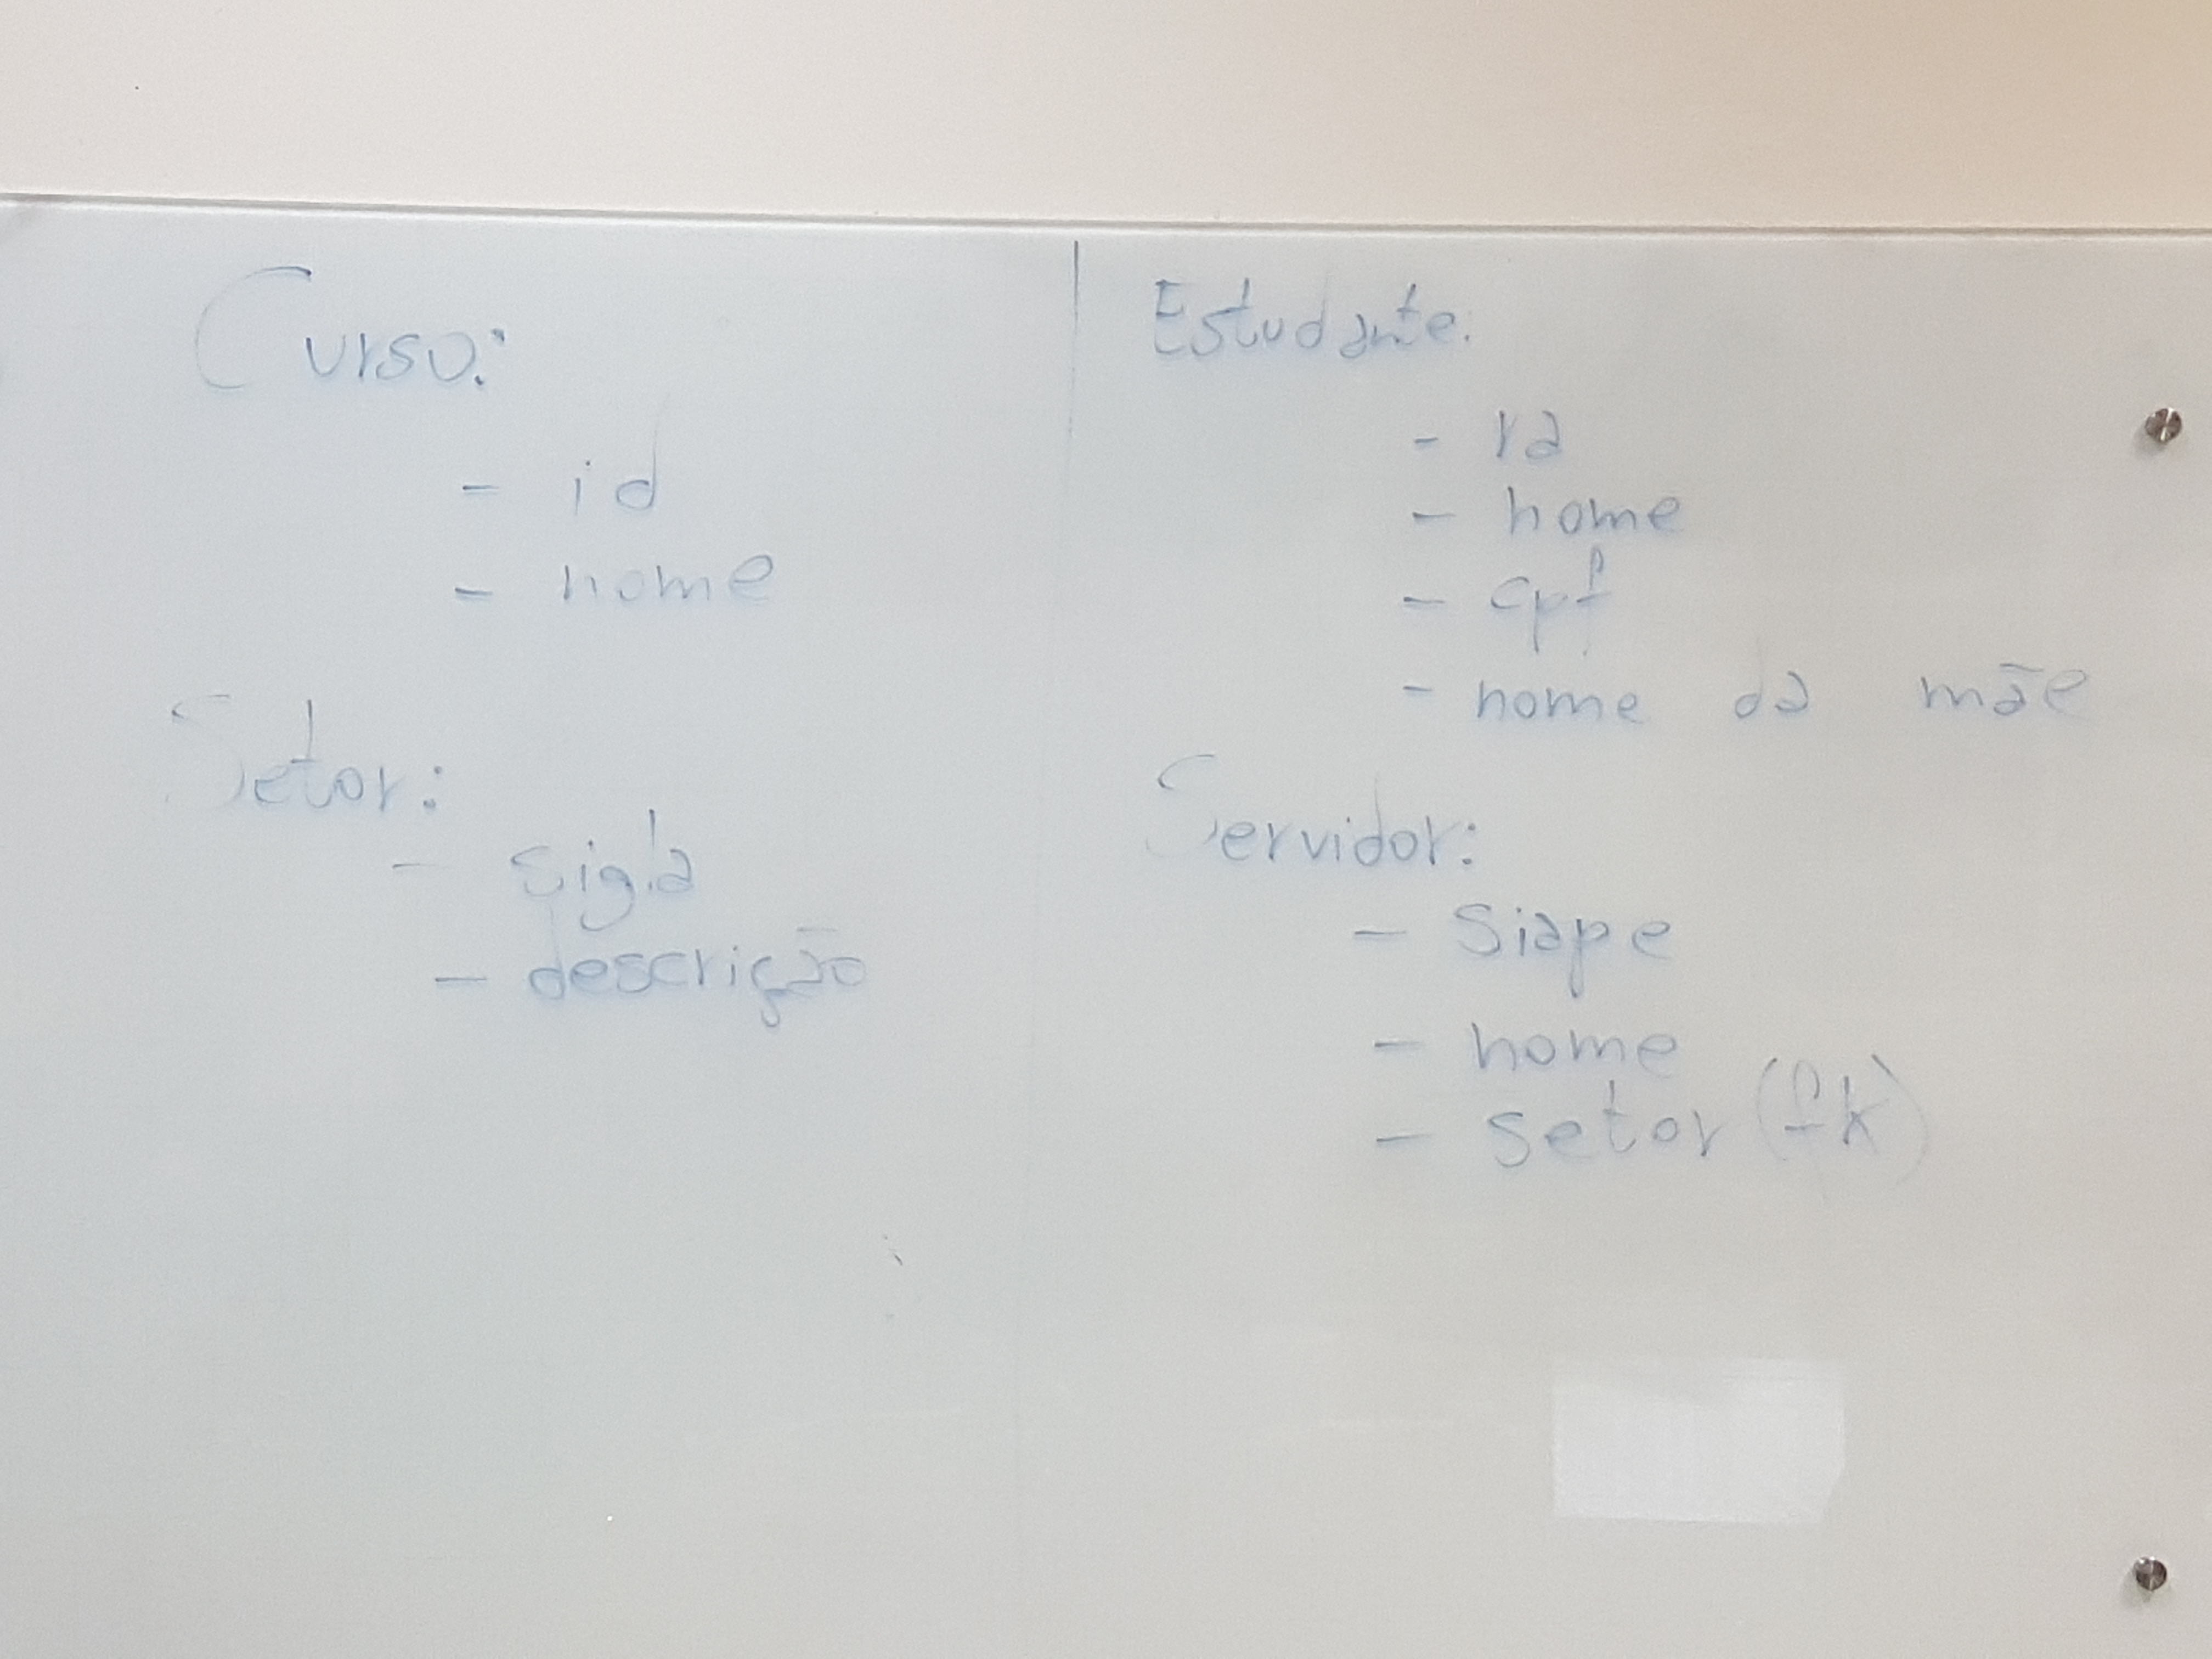 Curso:
- id
- nome
Setor:
- sigla
- descrição
Estudante:
- ra
- nome
- cpf
- nome da mãe
Servidor:
- Siape
- nome
- setor (fk)